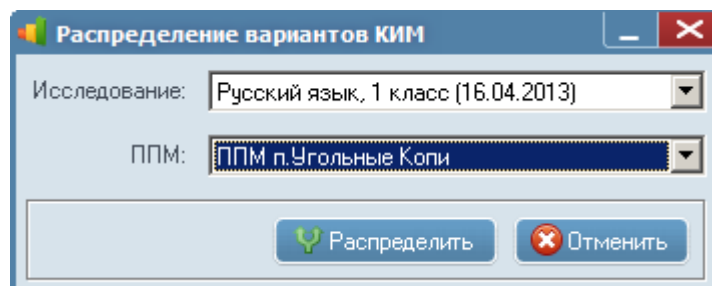 Распределение вариантов КИМ
Исследование: Русский язык, 1 класс (16.04.2013)
ППМ: ППМ п.Угольные Копи
Распределить Отменить